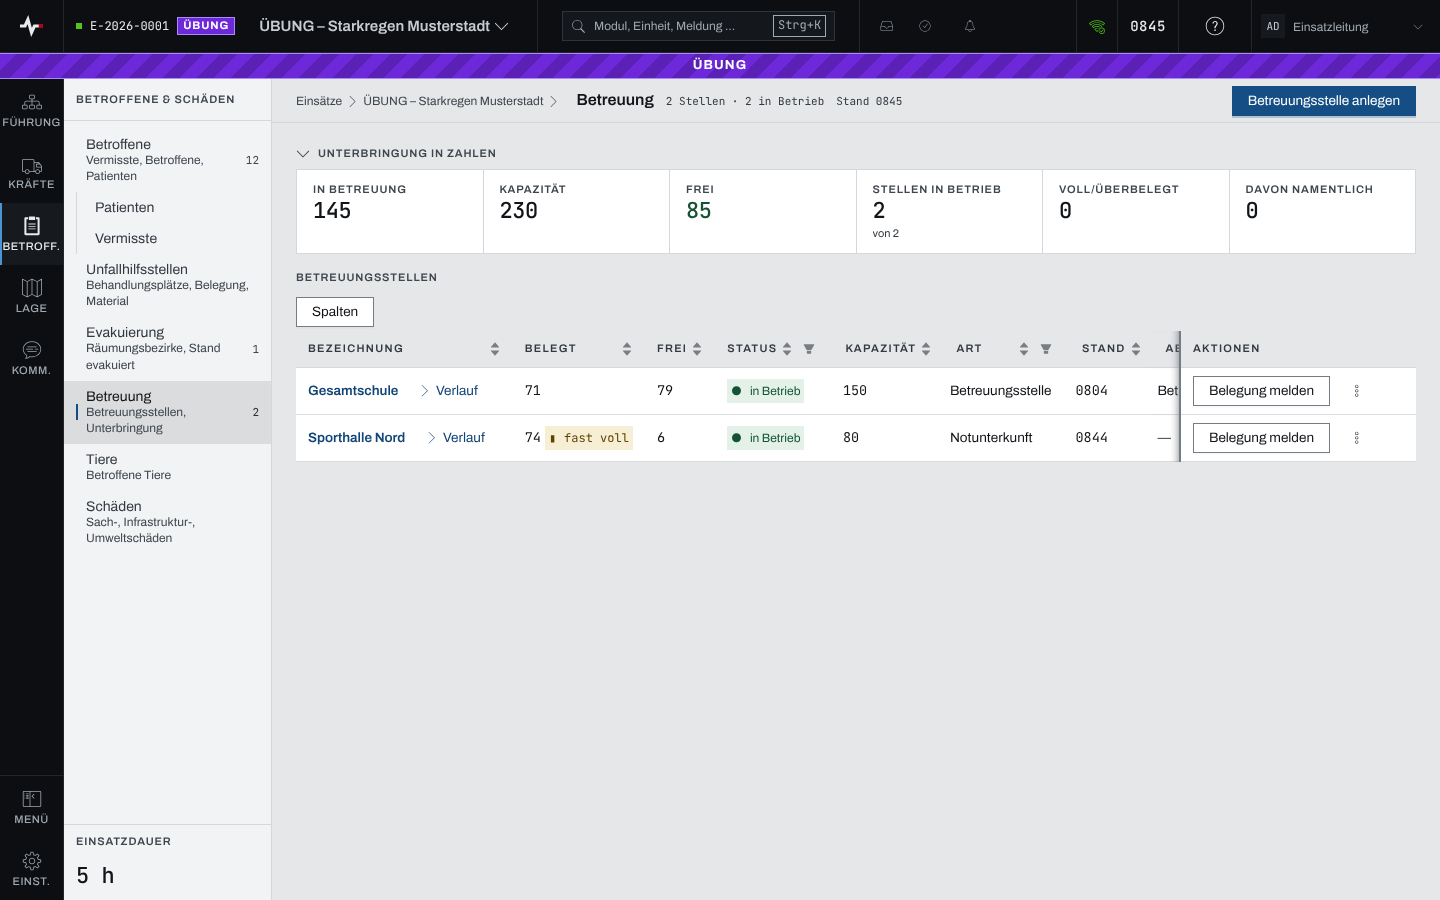 E-2026-0001 ÜBUNG ÜBUNG – Starkregen Musterstadt Modul, Einheit, Meldung ... Strg+K 0845 ? AD Einsatzleitung
ÜBUNG
FÜHRUNG
KRÄFTE
BETROFF.
LAGE
KOMM.
MENÜ
EINST.
BETROFFENE & SCHÄDEN
Betroffene
Vermisste, Betroffene, 12
Patienten
Patienten
Vermisste
Unfallhilfsstellen
Behandlungsplätze, Belegung,
Material
Evakuierung
Räumungsbezirke, Stand 1
evakuiert
Betreuung
Betreuungsstellen, 2
Unterbringung
Tiere
Betroffene Tiere
Schäden
Sach-, Infrastruktur-,
Umweltschäden
EINSATZDAUER
5 h
Einsätze ÜBUNG – Starkregen Musterstadt Betreuung 2 Stellen · 2 in Betrieb Stand 0845 Betreuungsstelle anlegen
UNTERBRINGUNG IN ZAHLEN
IN BETREUUNG KAPAZITÄT FREI STELLEN IN BETRIEB VOLL/ÜBERBELEGT DAVON NAMENTLICH
145 230 85 2 0 0
von 2
BETREUUNGSSTELLEN
Spalten
BEZEICHNUNG BELEGT FREI STATUS KAPAZITÄT ART STAND AB AKTIONEN
Gesamtschule Verlauf 71 79 in Betrieb 150 Betreuungsstelle 0804 Bet Belegung melden
Sporthalle Nord Verlauf 74 fast voll 6 in Betrieb 80 Notunterkunft 0844 — Belegung melden